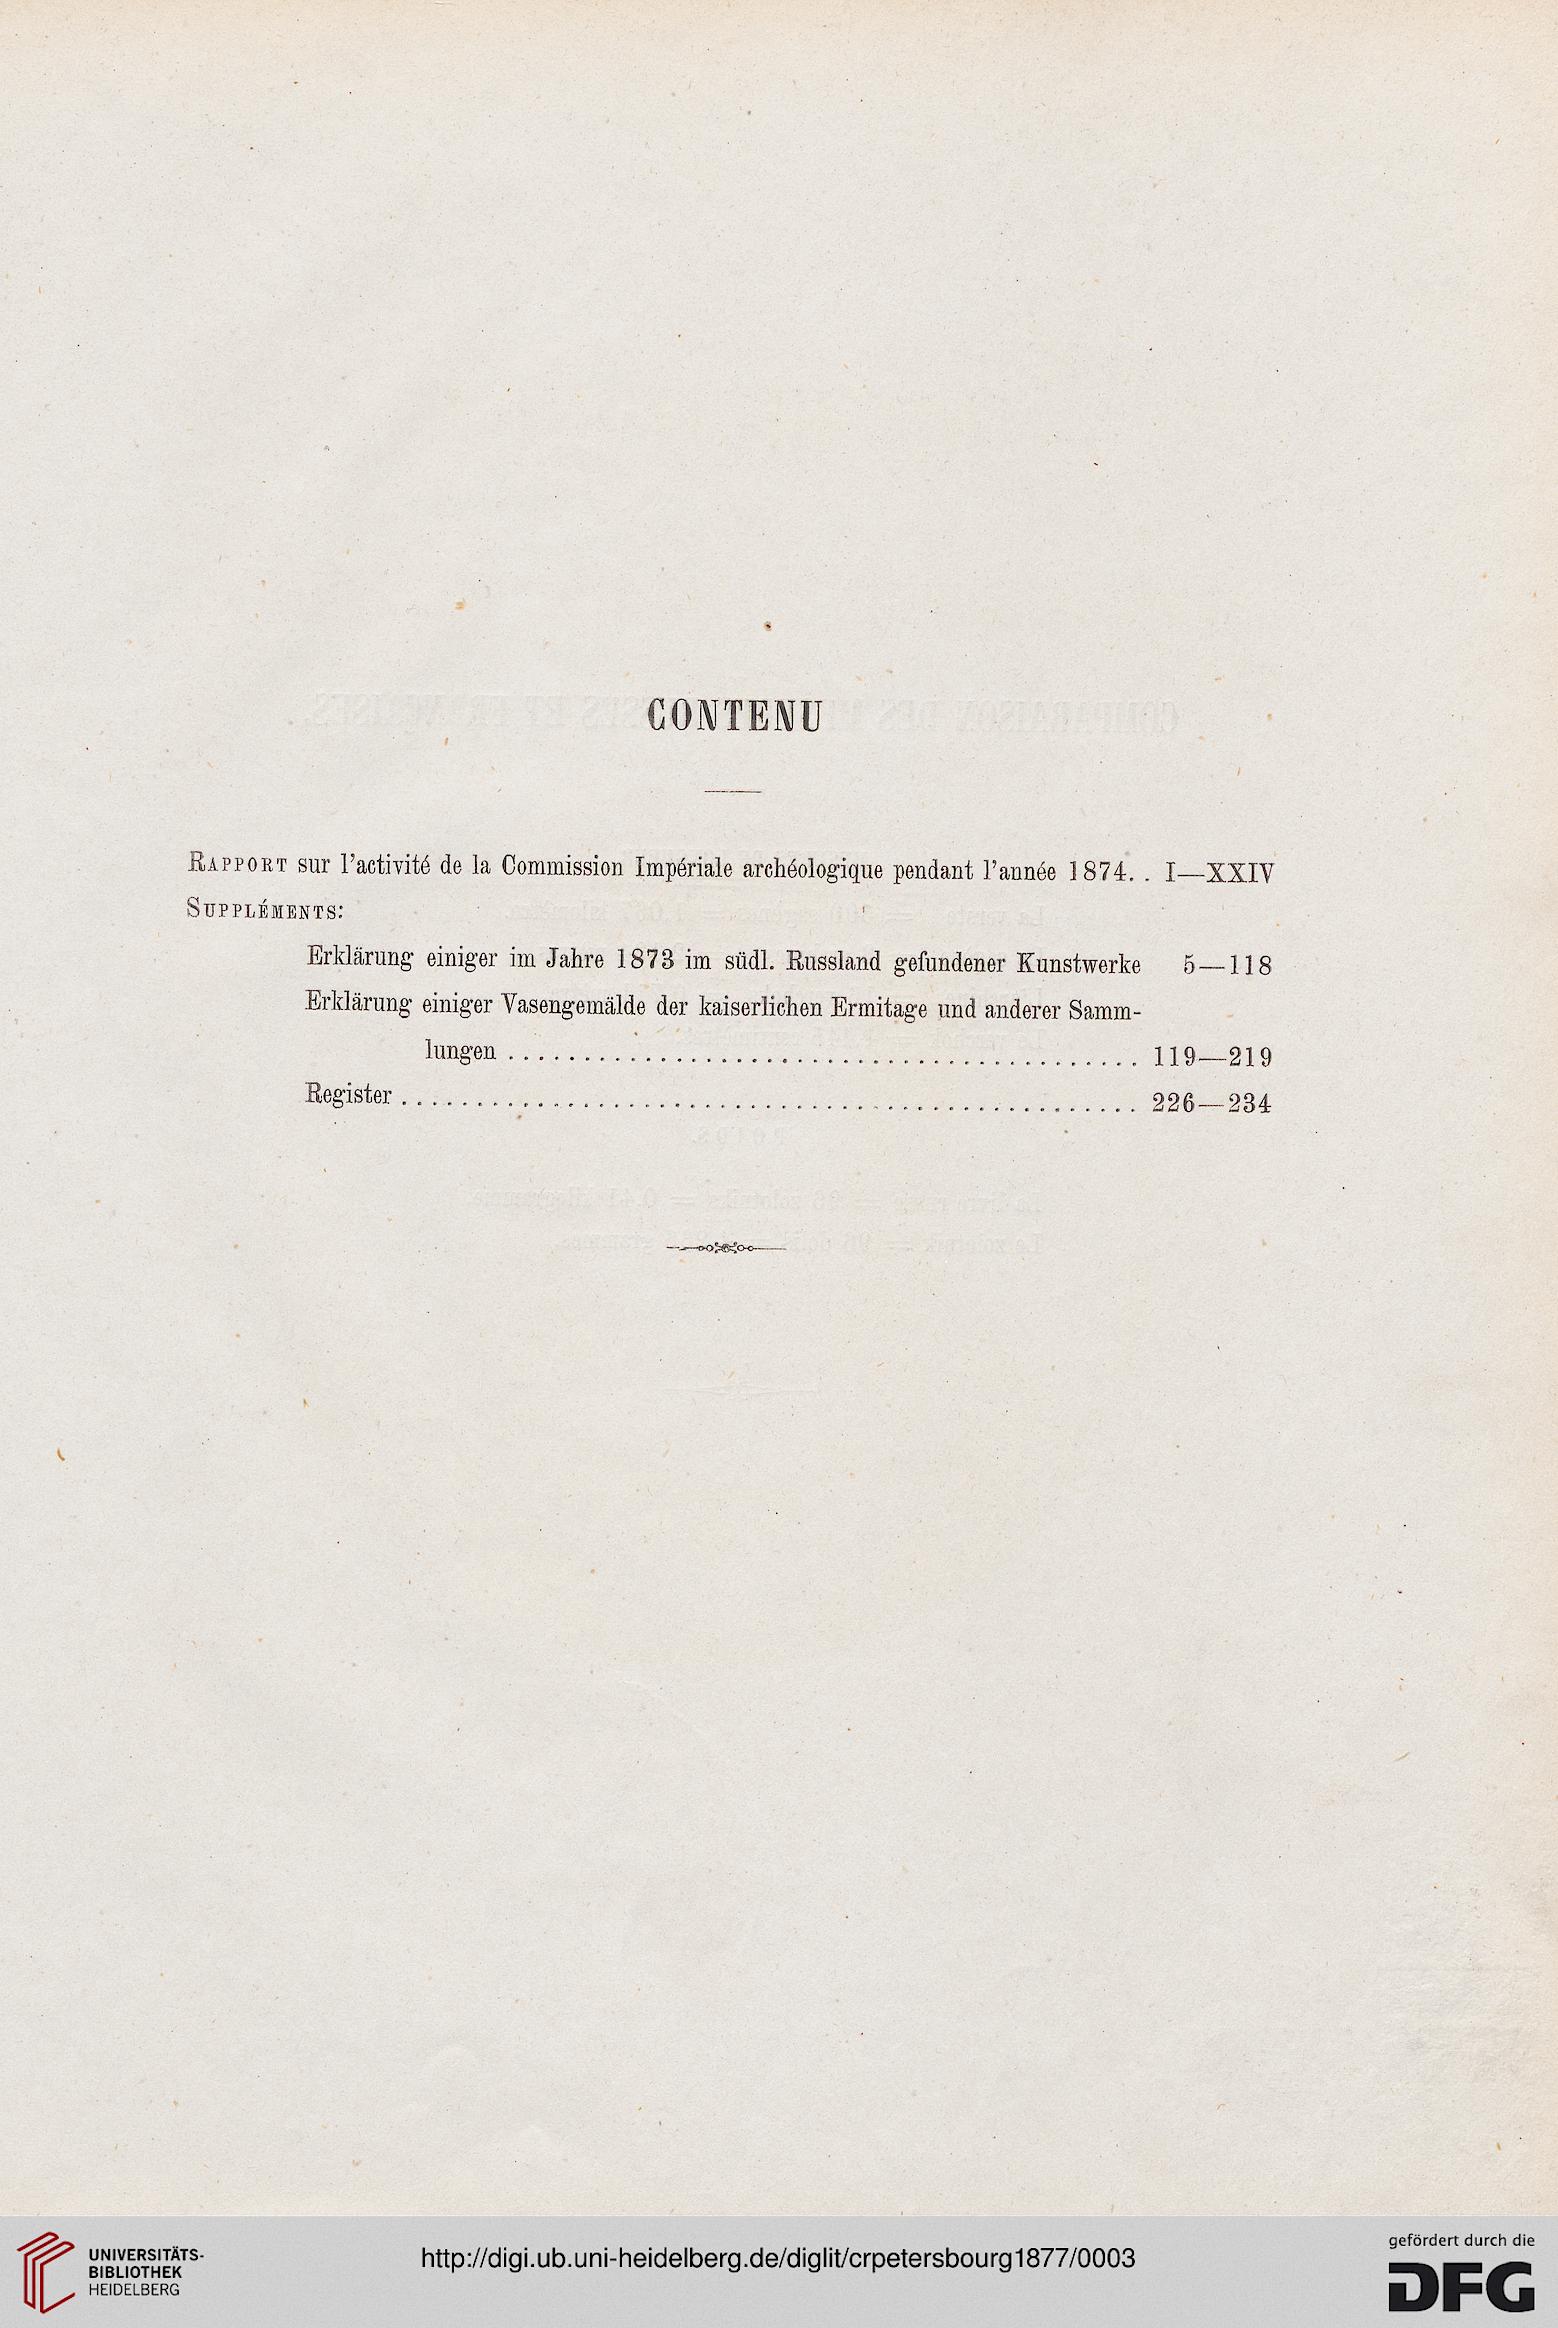 CONTENU
RAPPORT sur l'activité de la Commission Impériale archéologique pendant l'année 1874. . I—XXIV
SUPPLÉMENTS:
Erklärung einiger im Jahre 1873 im südl. Russland gefundener Kunstwerke 5—118
Erklärung einiger Vasengemälde der kaiserlichen Ermitage und anderer Samm-
lungen . . . . . . . . . . . . . . . . . . . . . . . . . . . . . . . . . . . . . . . . . . 119—219
Register . . . . . . . . . . . . . . . . . . . . . . . . . . . . . . . . . . . . . . . . . . . . . . . . . 226—234
UNIVERSITÄTS-
BIBLIOTHEK
HEIDELBERG
http://digi.ub.uni-heidelberg.de/diglit/crpetersbourg1877/0003
gefördert durch die
DFG